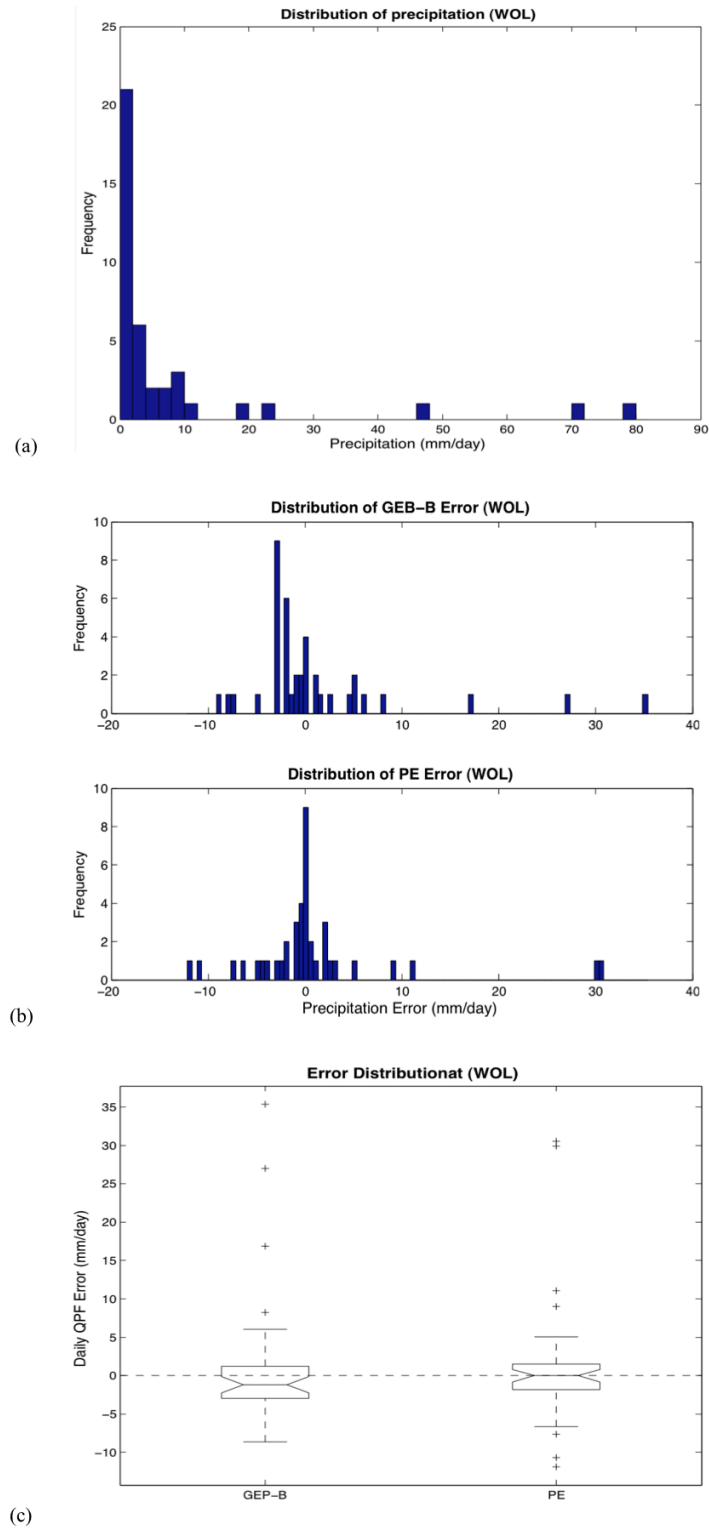 Distribution of precipitation (WOL)
25
20
15
10
5
0
Frequency
0 10 20 30 40 50 60 70 80 90
Precipitation (mm/day)
(a)
Distribution of GEB−B Error (WOL)
10
8
6
4
2
0
Frequency
−20 −10 0 10 20 30 40
Distribution of PE Error (WOL)
10
8
6
4
2
0
Frequency
−20 −10 0 10 20 30 40
Precipitation Error (mm/day)
(b)
Error Distributionat (WOL)
35
30
25
20
15
10
5
0
−5
−10
Daily QPF Error (mm/day)
GEP−B PE
(c)